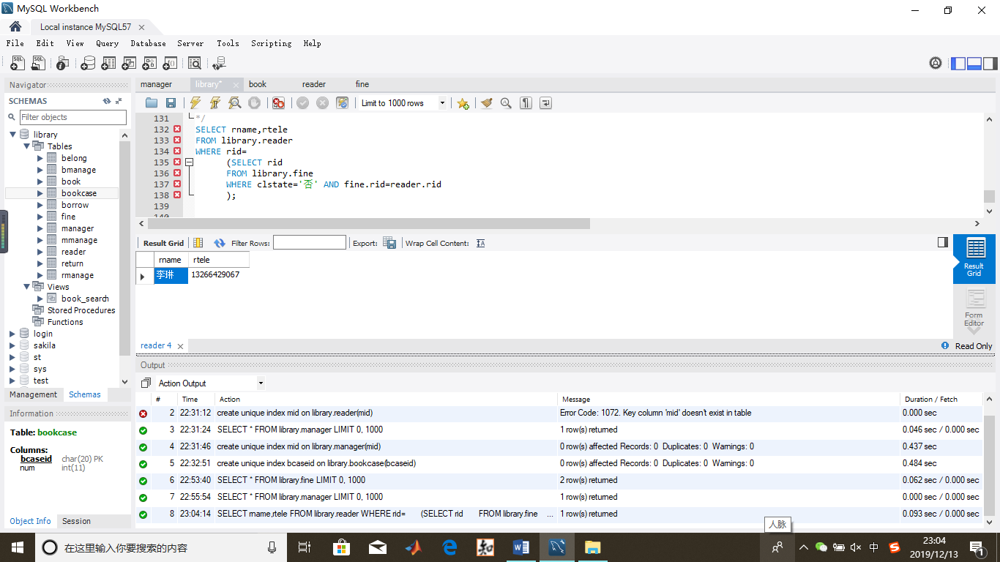 MySQL Workbench
Local instance MySQL57
File Edit View Query Database Server Tools Scripting Help
Navigator
SCHEMAS
Filter objects
library
Tables
belong
bmanage
book
bookcase
borrow
fine
manager
mmanage
reader
return
rmanage
Views
book_search
Stored Procedures
Functions
login
sakila
st
sys
test
Management Schemas
Information
Table: bookcase
Columns:
bcaseid char(20) PK
num int(11)
Object Info Session
manager library* book reader fine
Limit to 1000 rows
131 */
132 SELECT rname,rtele
133 FROM library.reader
134 WHERE rid=
135 (SELECT rid
136 FROM library.fine
137 WHERE clstate='否' AND fine.rid=reader.rid
138 );
139
140
Result Grid Filter Rows: Export: Wrap Cell Content:
rname rtele
李琳 13266429067
Result Grid
Form Editor
reader 4
Read Only
Output
Action Output
# Time Action Message Duration / Fetch
2 22:31:12 create unique index mid on library.reader(mid) Error Code: 1072. Key column 'mid' doesn't exist in table 0.000 sec
3 22:31:24 SELECT * FROM library.manager LIMIT 0, 1000 1 row(s) returned 0.046 sec / 0.000 sec
4 22:31:46 create unique index mid on library.manager(mid) 0 row(s) affected Records: 0 Duplicates: 0 Warnings: 0 0.437 sec
5 22:32:51 create unique index bcaseid on library.bookcase(bcaseid) 0 row(s) affected Records: 0 Duplicates: 0 Warnings: 0 0.484 sec
6 22:53:40 SELECT * FROM library.fine LIMIT 0, 1000 2 row(s) returned 0.062 sec / 0.000 sec
7 22:55:54 SELECT * FROM library.manager LIMIT 0, 1000 1 row(s) returned 0.000 sec / 0.000 sec
8 23:04:14 SELECT rname,rtele FROM library.reader WHERE rid= (SELECT rid FROM library.fine ... 1 row(s) returned 0.093 sec / 0.000 sec
人脉
在这里输入你要搜索的内容
知
中
23:04
2019/12/13
1